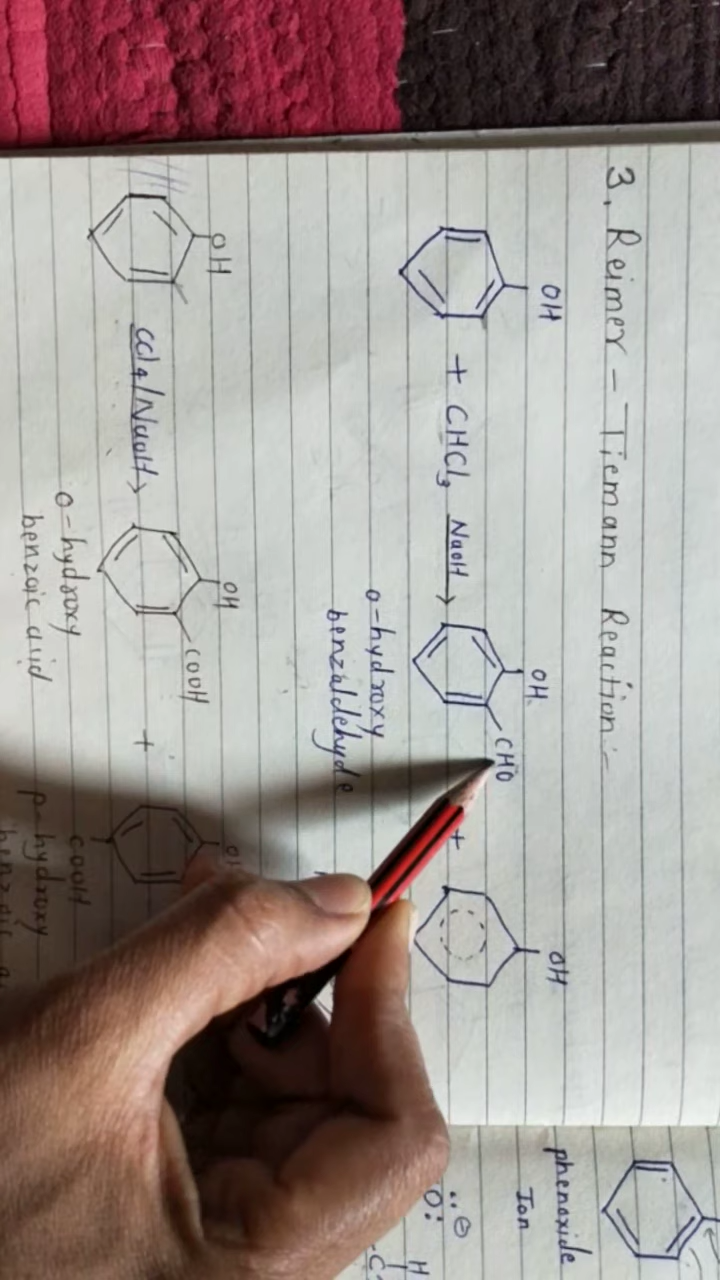 3. Reimer - Tiemann Reaction :-
OH
+ CHCl3 NaOH →
OH
CHO
+
OH
o-hydroxy
benzaldehyde
OH
CCl4/NaOH →
OH
COOH
+
COOH
o-hydroxy
benzoic acid
p-hydroxy
phenoxide
Ion
⊖
:O:
H